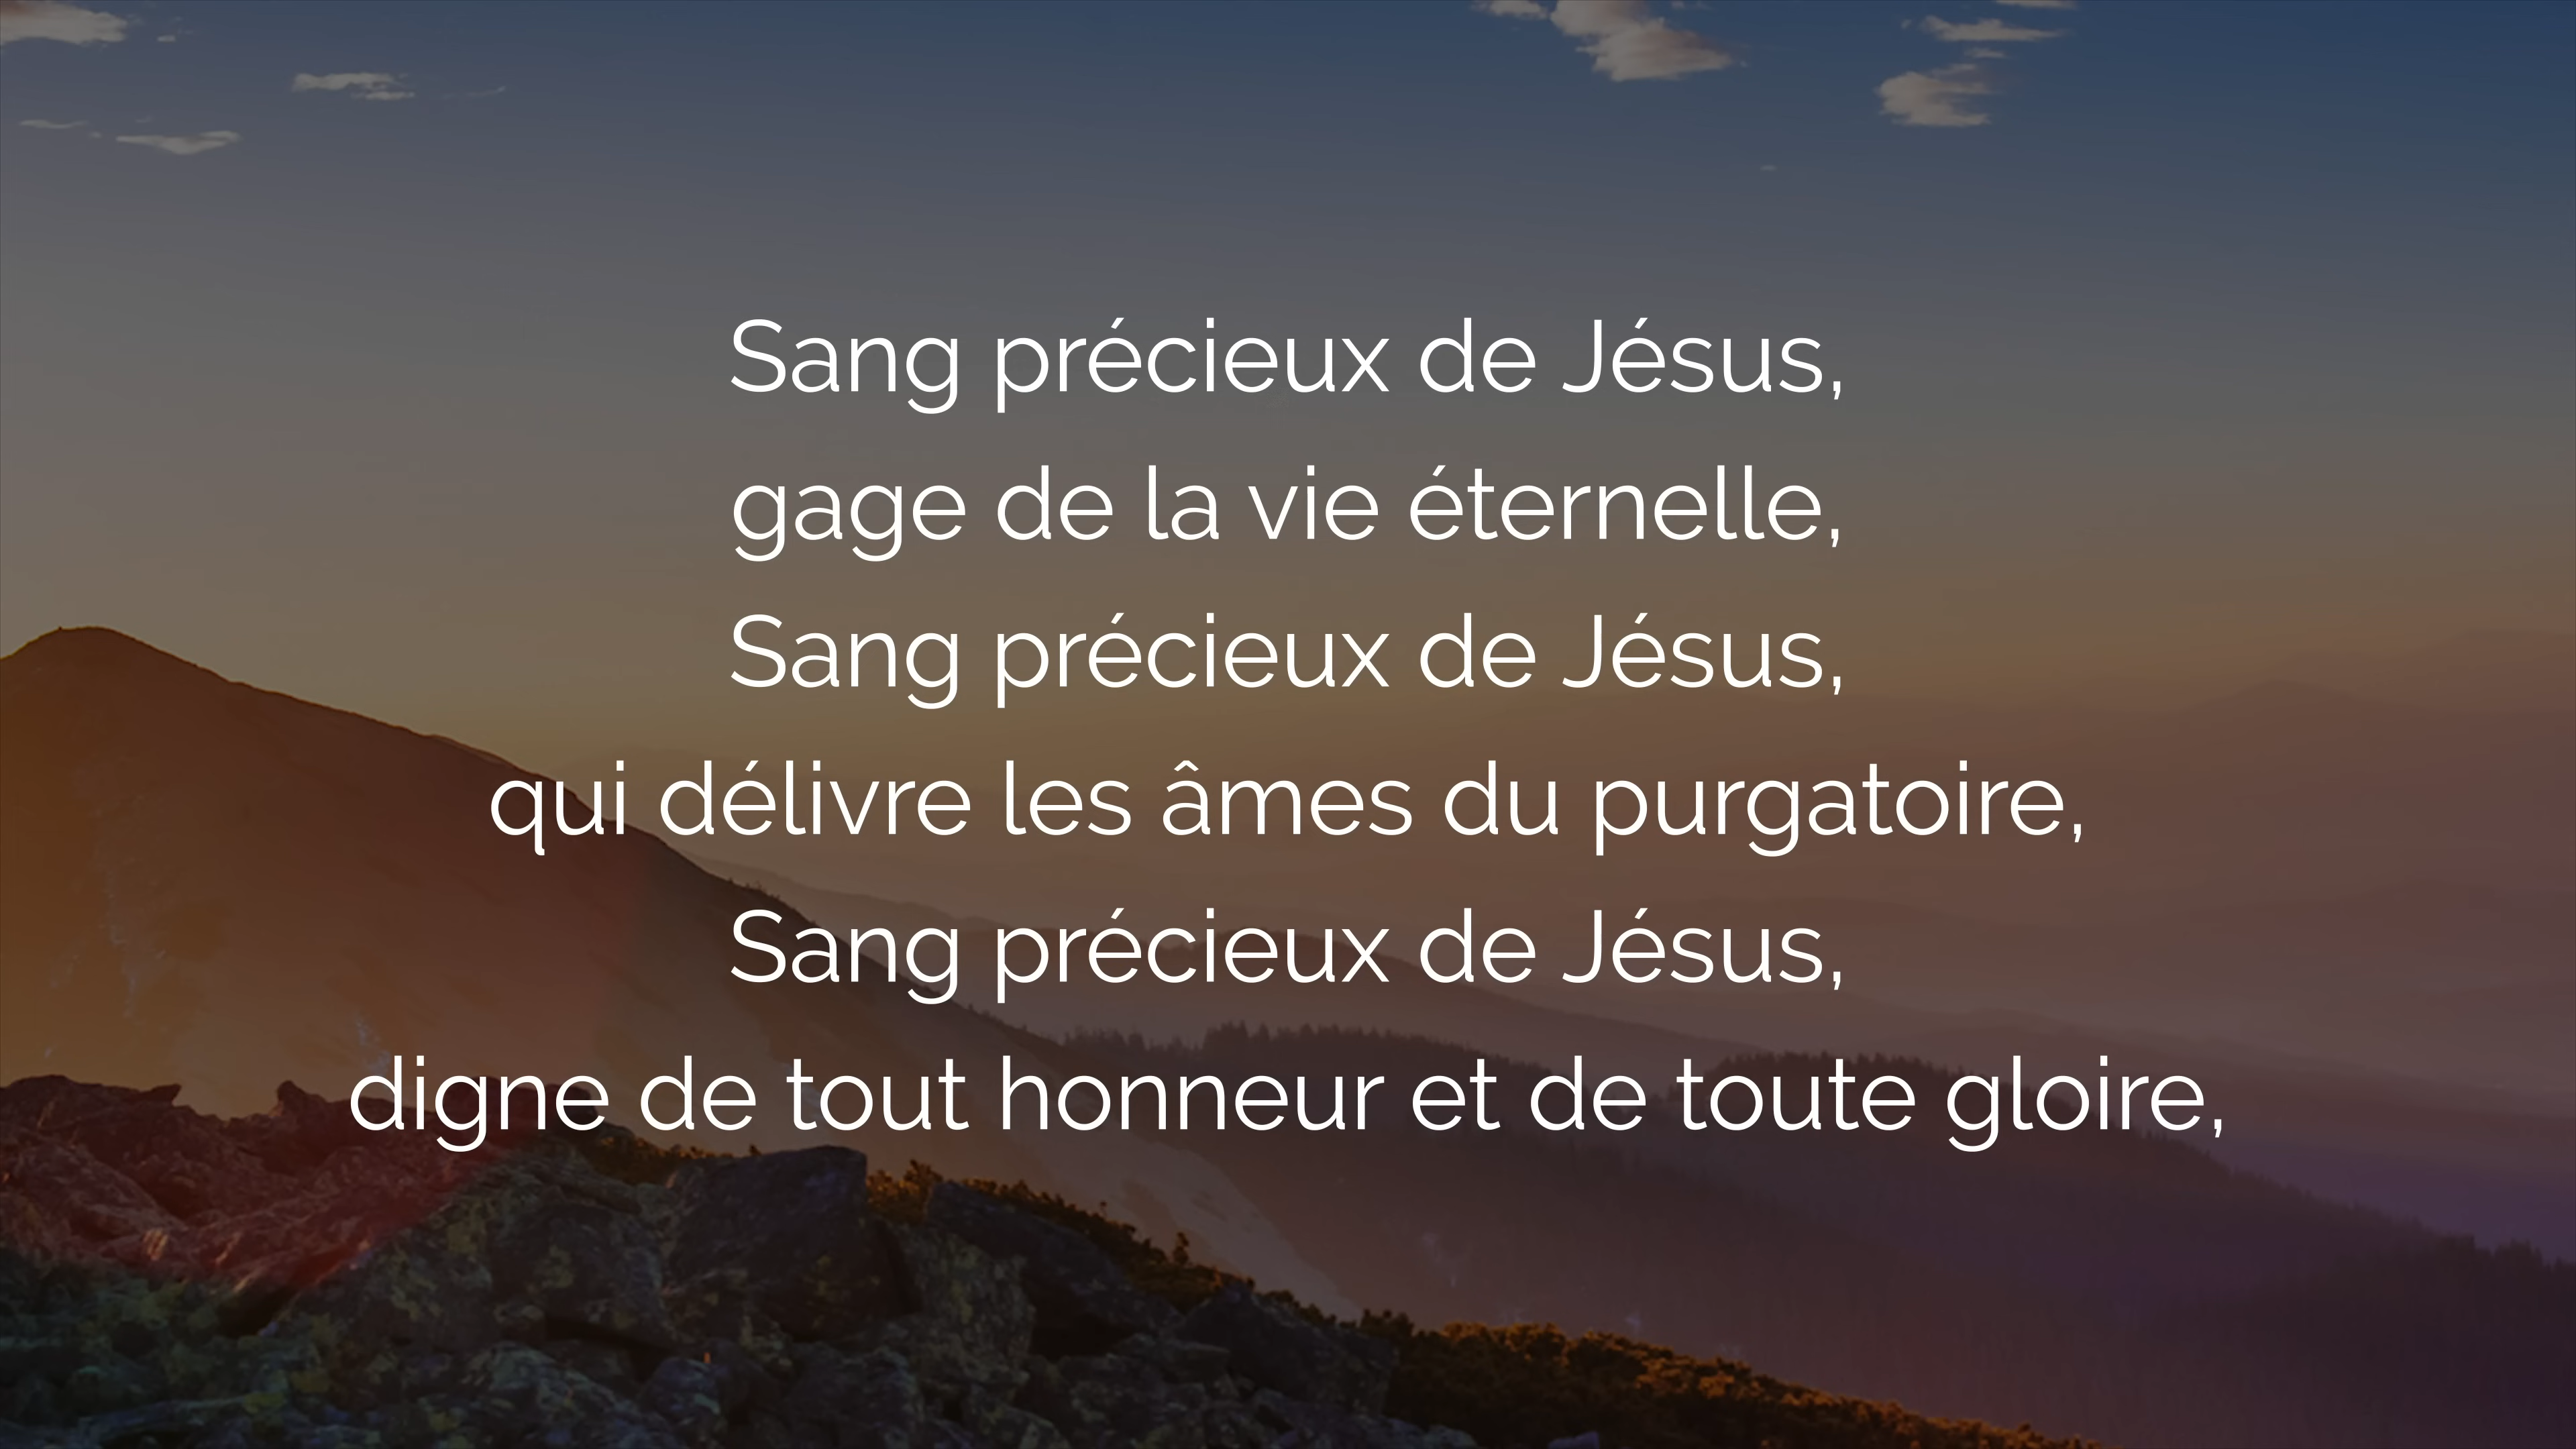 Sang précieux de Jésus,
gage de la vie éternelle,
Sang précieux de Jésus,
qui délivre les âmes du purgatoire,
Sang précieux de Jésus,
digne de tout honneur et de toute gloire,